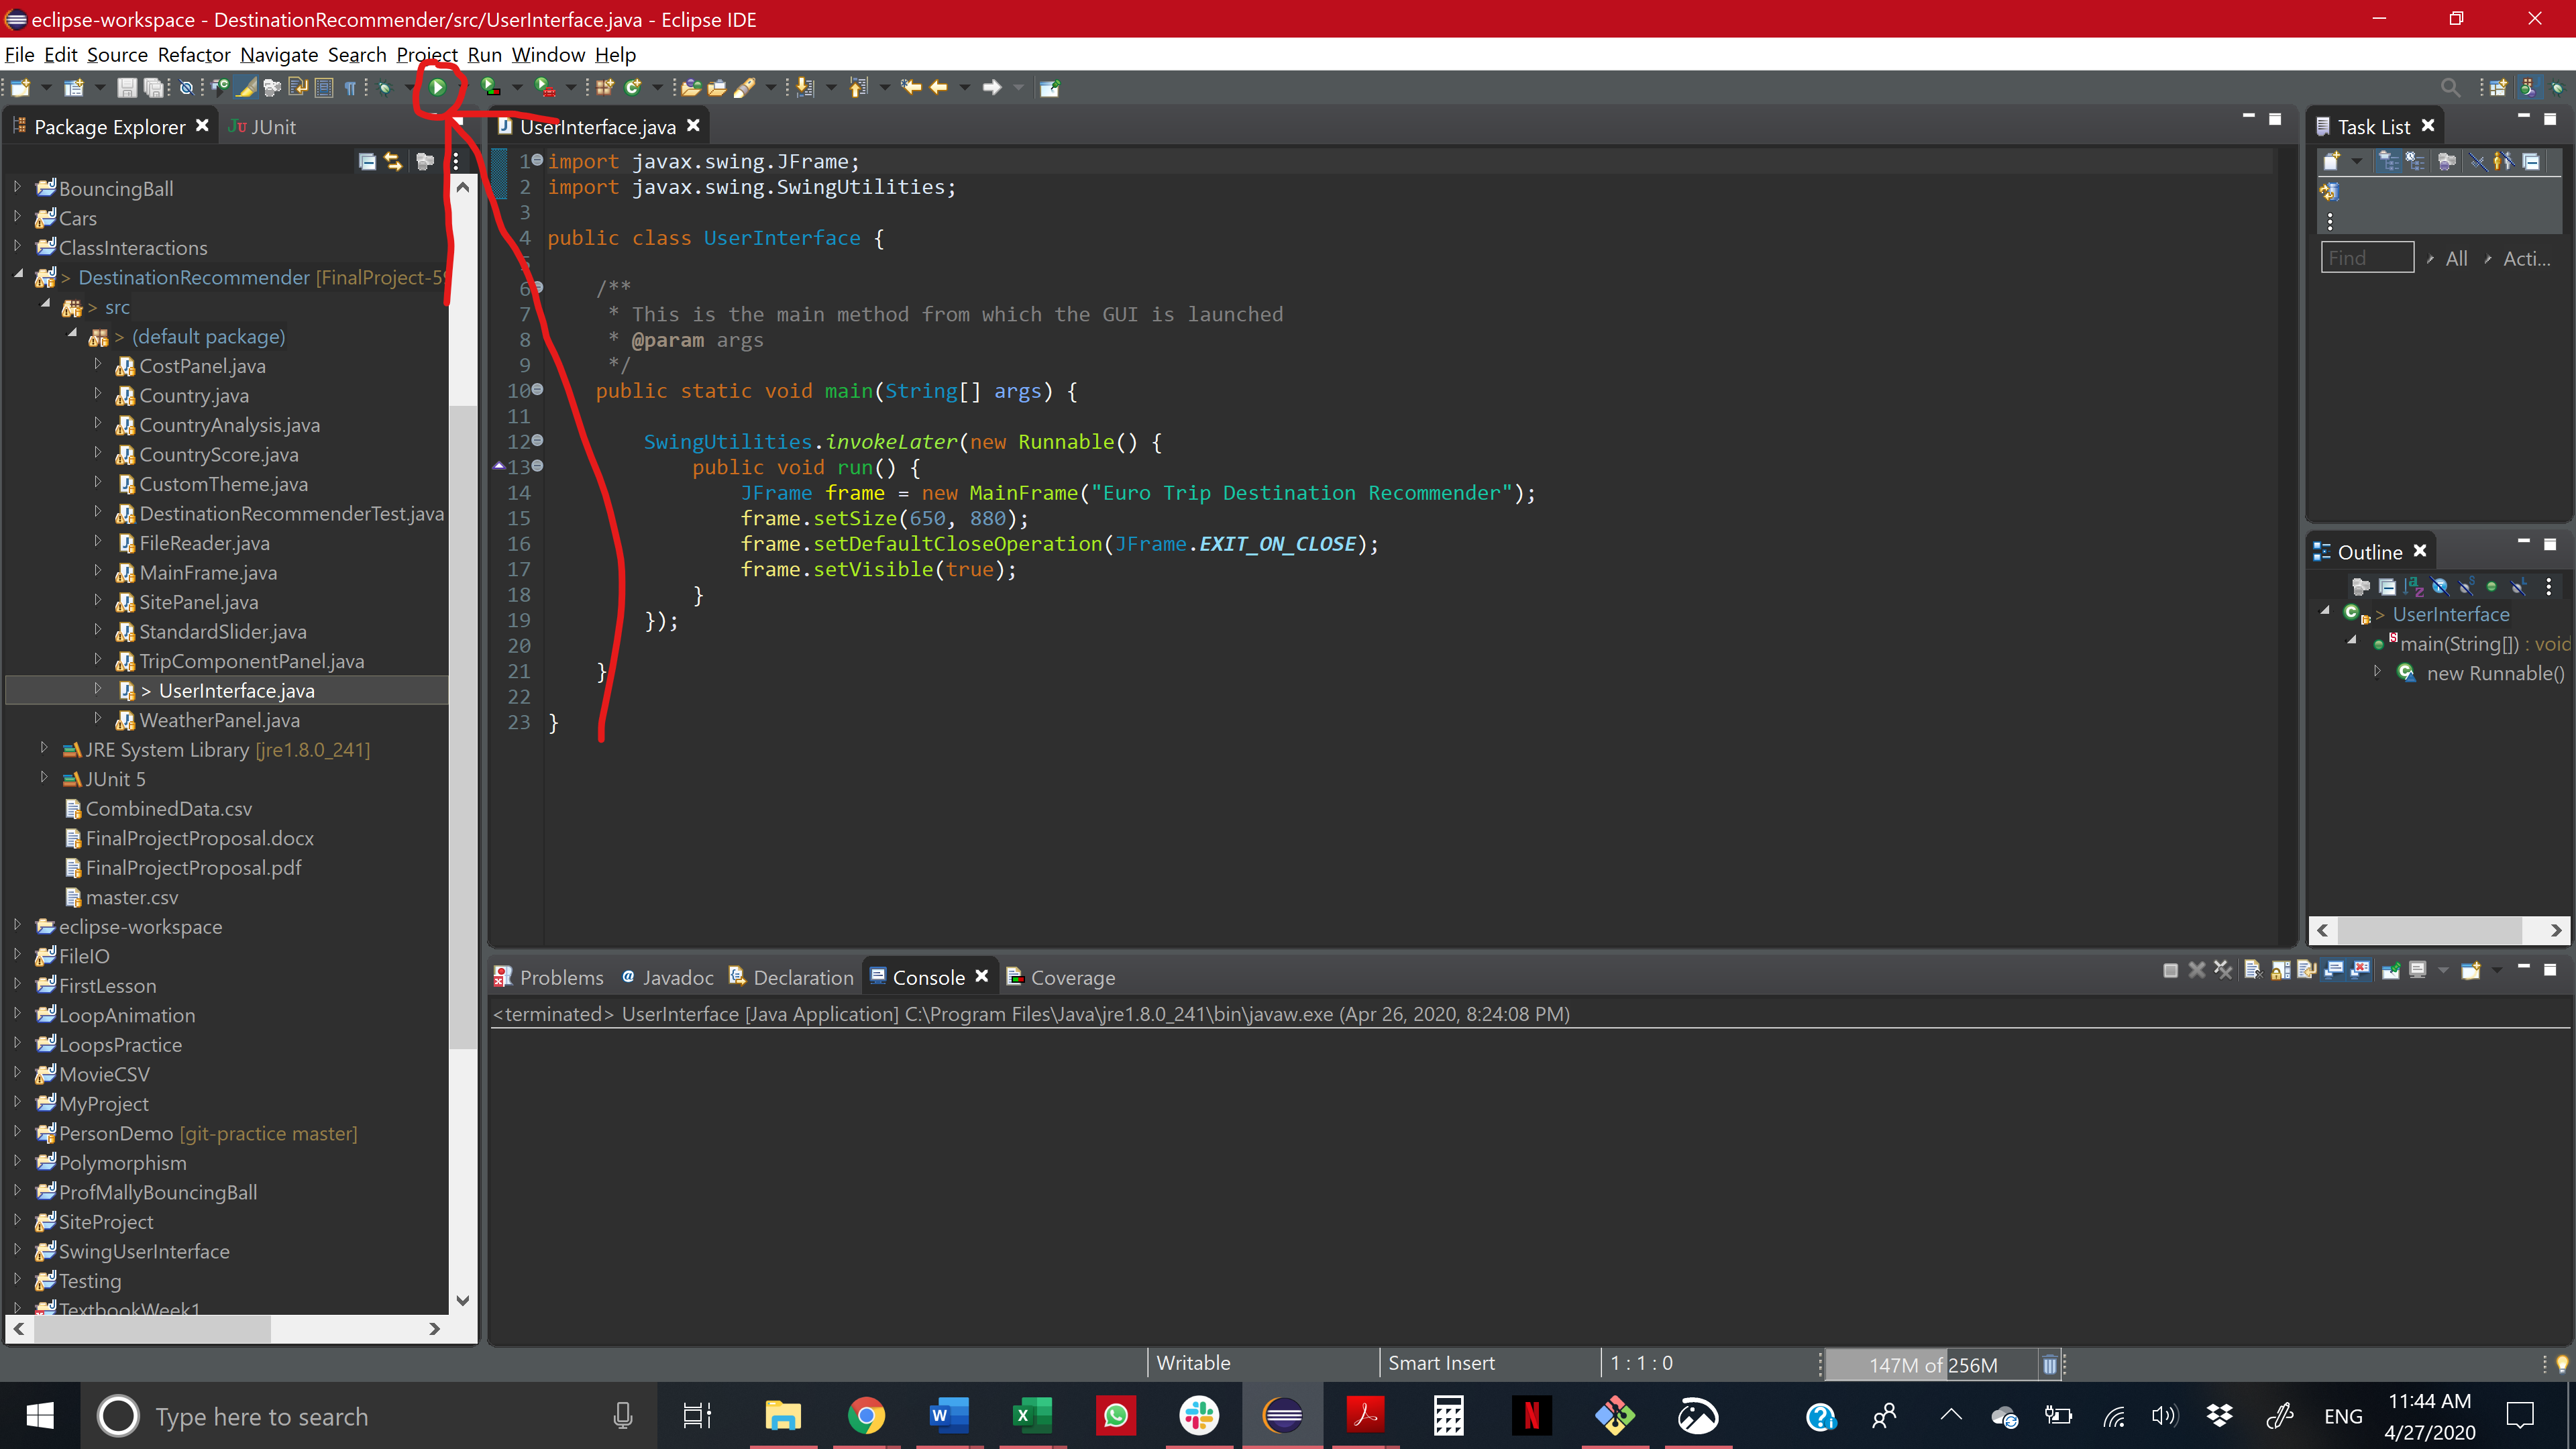 eclipse-workspace - DestinationRecommender/src/UserInterface.java - Eclipse IDE
File Edit Source Refactor Navigate Search Project Run Window Help
Package Explorer
JUnit
BouncingBall
Cars
ClassInteractions
> DestinationRecommender [FinalProject-59
> src
> (default package)
CostPanel.java
Country.java
CountryAnalysis.java
CountryScore.java
CustomTheme.java
DestinationRecommenderTest.java
FileReader.java
MainFrame.java
SitePanel.java
StandardSlider.java
TripComponentPanel.java
> UserInterface.java
WeatherPanel.java
JRE System Library [jre1.8.0_241]
JUnit 5
CombinedData.csv
FinalProjectProposal.docx
FinalProjectProposal.pdf
master.csv
eclipse-workspace
FileIO
FirstLesson
LoopAnimation
LoopsPractice
MovieCSV
MyProject
PersonDemo [git-practice master]
Polymorphism
ProfMallyBouncingBall
SiteProject
SwingUserInterface
Testing
TextbookWeek1
UserInterface.java
1 import javax.swing.JFrame;
2 import javax.swing.SwingUtilities;
3
4 public class UserInterface {
5
6 /**
7 * This is the main method from which the GUI is launched
8 * @param args
9 */
10 public static void main(String[] args) {
11
12 SwingUtilities.invokeLater(new Runnable() {
13 public void run() {
14 JFrame frame = new MainFrame("Euro Trip Destination Recommender");
15 frame.setSize(650, 880);
16 frame.setDefaultCloseOperation(JFrame.EXIT_ON_CLOSE);
17 frame.setVisible(true);
18 }
19 });
20
21 }
22
23 }
Task List
Find
All
Acti...
Outline
> UserInterface
main(String[]) : void
new Runnable()
Problems
Javadoc
Declaration
Console
Coverage
<terminated> UserInterface [Java Application] C:\Program Files\Java\jre1.8.0_241\bin\javaw.exe (Apr 26, 2020, 8:24:08 PM)
Writable
Smart Insert
1 : 1 : 0
147M of 256M
Type here to search
ENG
11:44 AM
4/27/2020